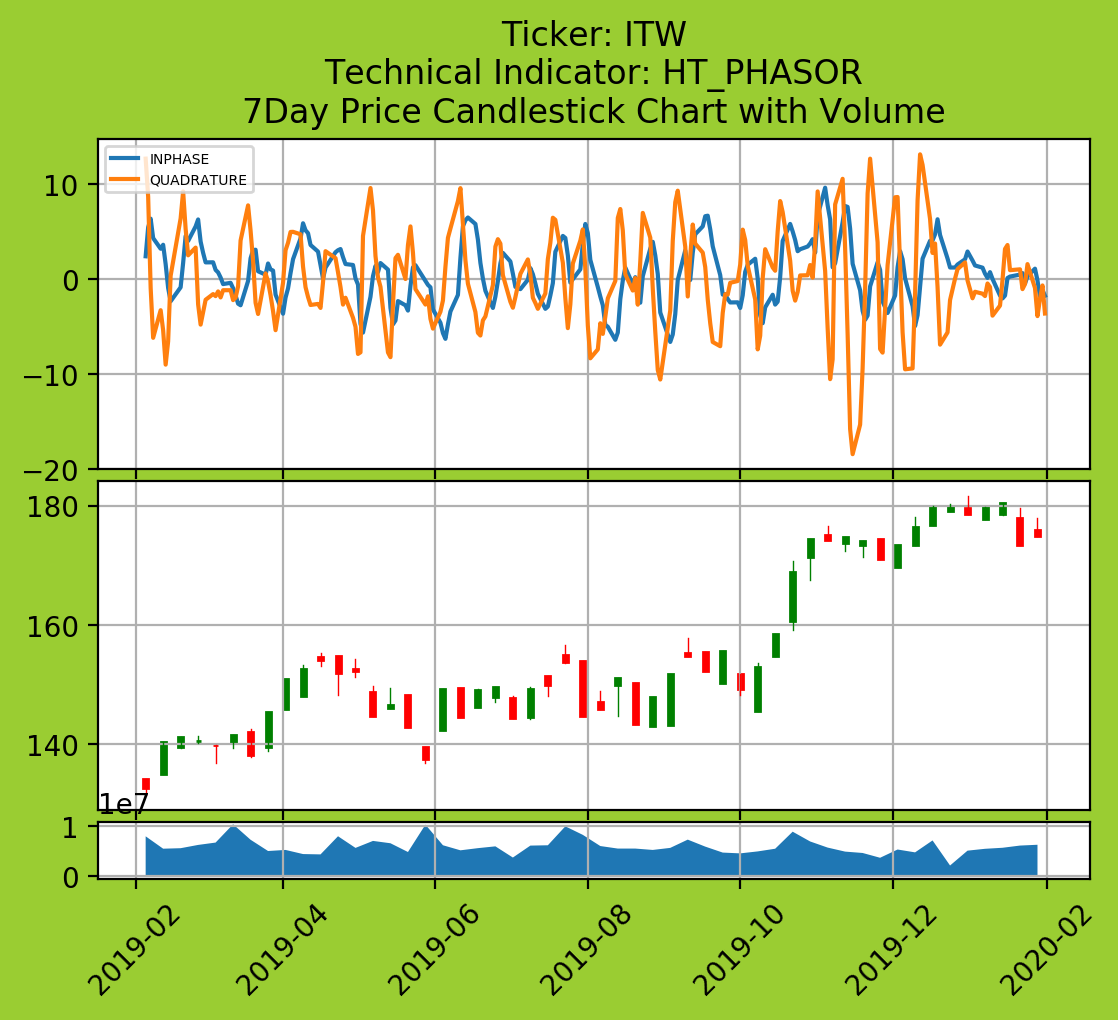 Ticker: ITW
Technical Indicator: HT_PHASOR
7Day Price Candlestick Chart with Volume
INPHASE
QUADRATURE
10
0
−10
−20
180
160
140
1e7
1
0
2019-02
2019-04
2019-06
2019-08
2019-10
2019-12
2020-02